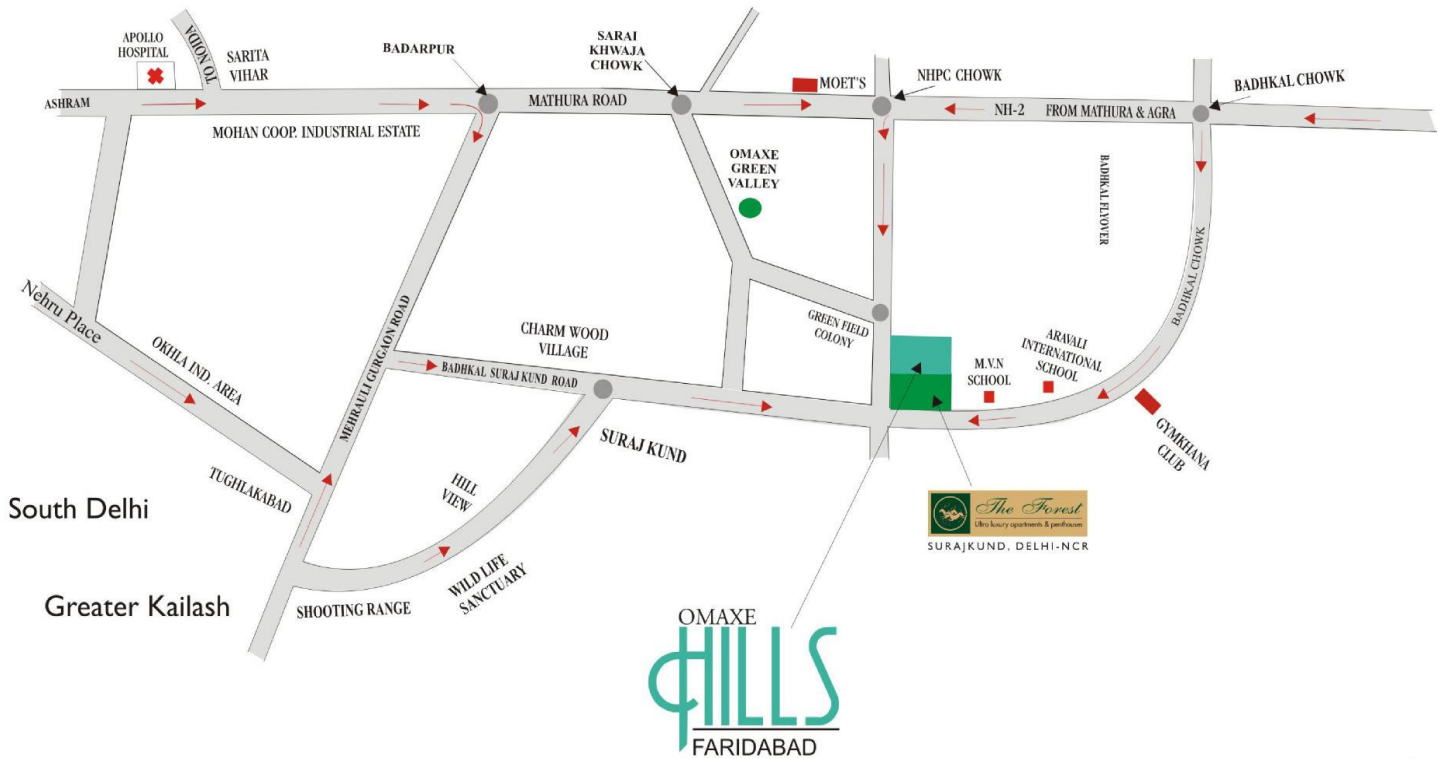 APOLLO
HOSPITAL
TO NOIDA
SARITA
VIHAR
BADARPUR
SARAI
KHWAJA
CHOWK
MOET'S
NHPC CHOWK
BADHKAL CHOWK
ASHRAM
MATHURA ROAD
NH-2
FROM MATHURA & AGRA
MOHAN COOP. INDUSTRIAL ESTATE
OMAXE
GREEN
VALLEY
BADHKAL FLYOVER
BADHKAL CHOWK
Nehru Place
OKHLA IND. AREA
MEHRAULI GURGAON ROAD
CHARM WOOD
VILLAGE
BADHKAL SURAJ KUND ROAD
GREEN FIELD
COLONY
M.V.N
SCHOOL
ARAVALI
INTERNATIONAL
SCHOOL
GYMKHANA
CLUB
SURAJ KUND
TUGHLAKABAD
HILL
VIEW
South Delhi
WILD LIFE
SANCTUARY
Greater Kailash
SHOOTING RANGE
The Forest
Ultra luxury apartments & penthouses
SURAJKUND, DELHI-NCR
OMAXE
HILLS
FARIDABAD